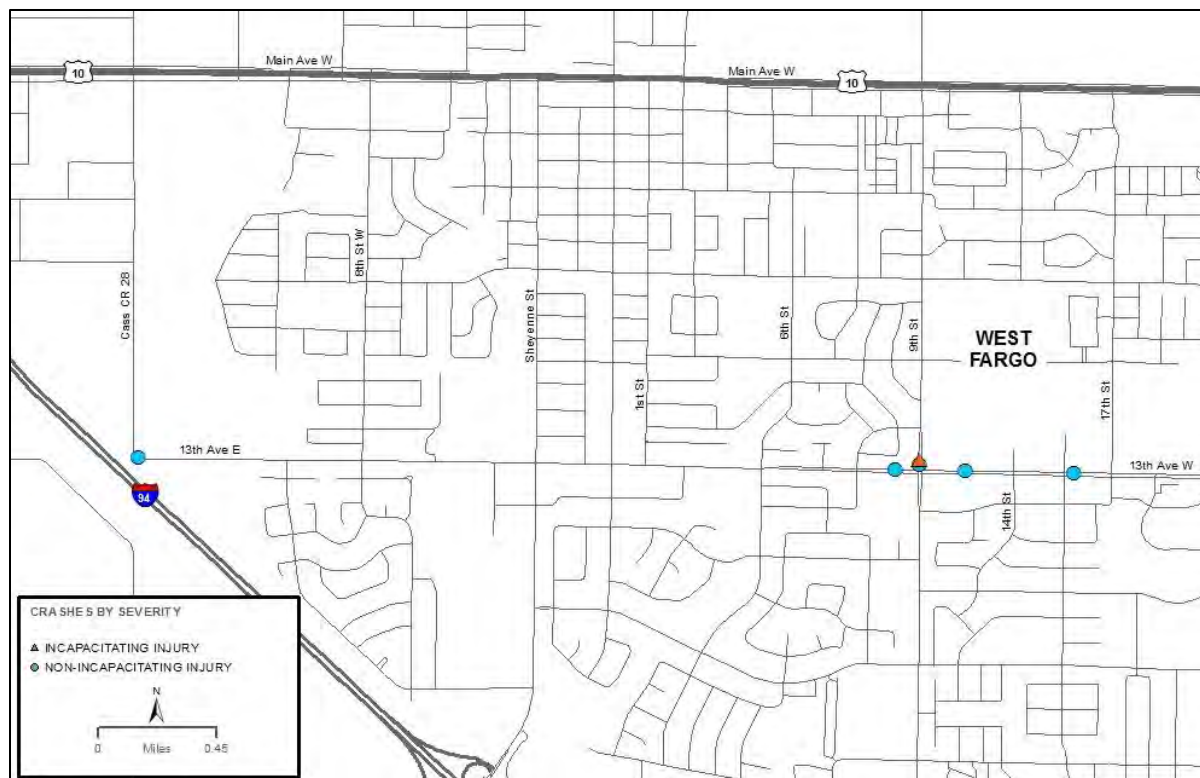 Main Ave W
10
Main Ave W
10
Cass CR 28
8th St W
Sheyenne St
1st St
6th St
9th St
WEST
FARGO
17th St
13th Ave E
13th Ave W
94
14th St
CRASHES BY SEVERITY
INCAPACITATING INJURY
NON-INCAPACITATING INJURY
N
0 Miles 0.45